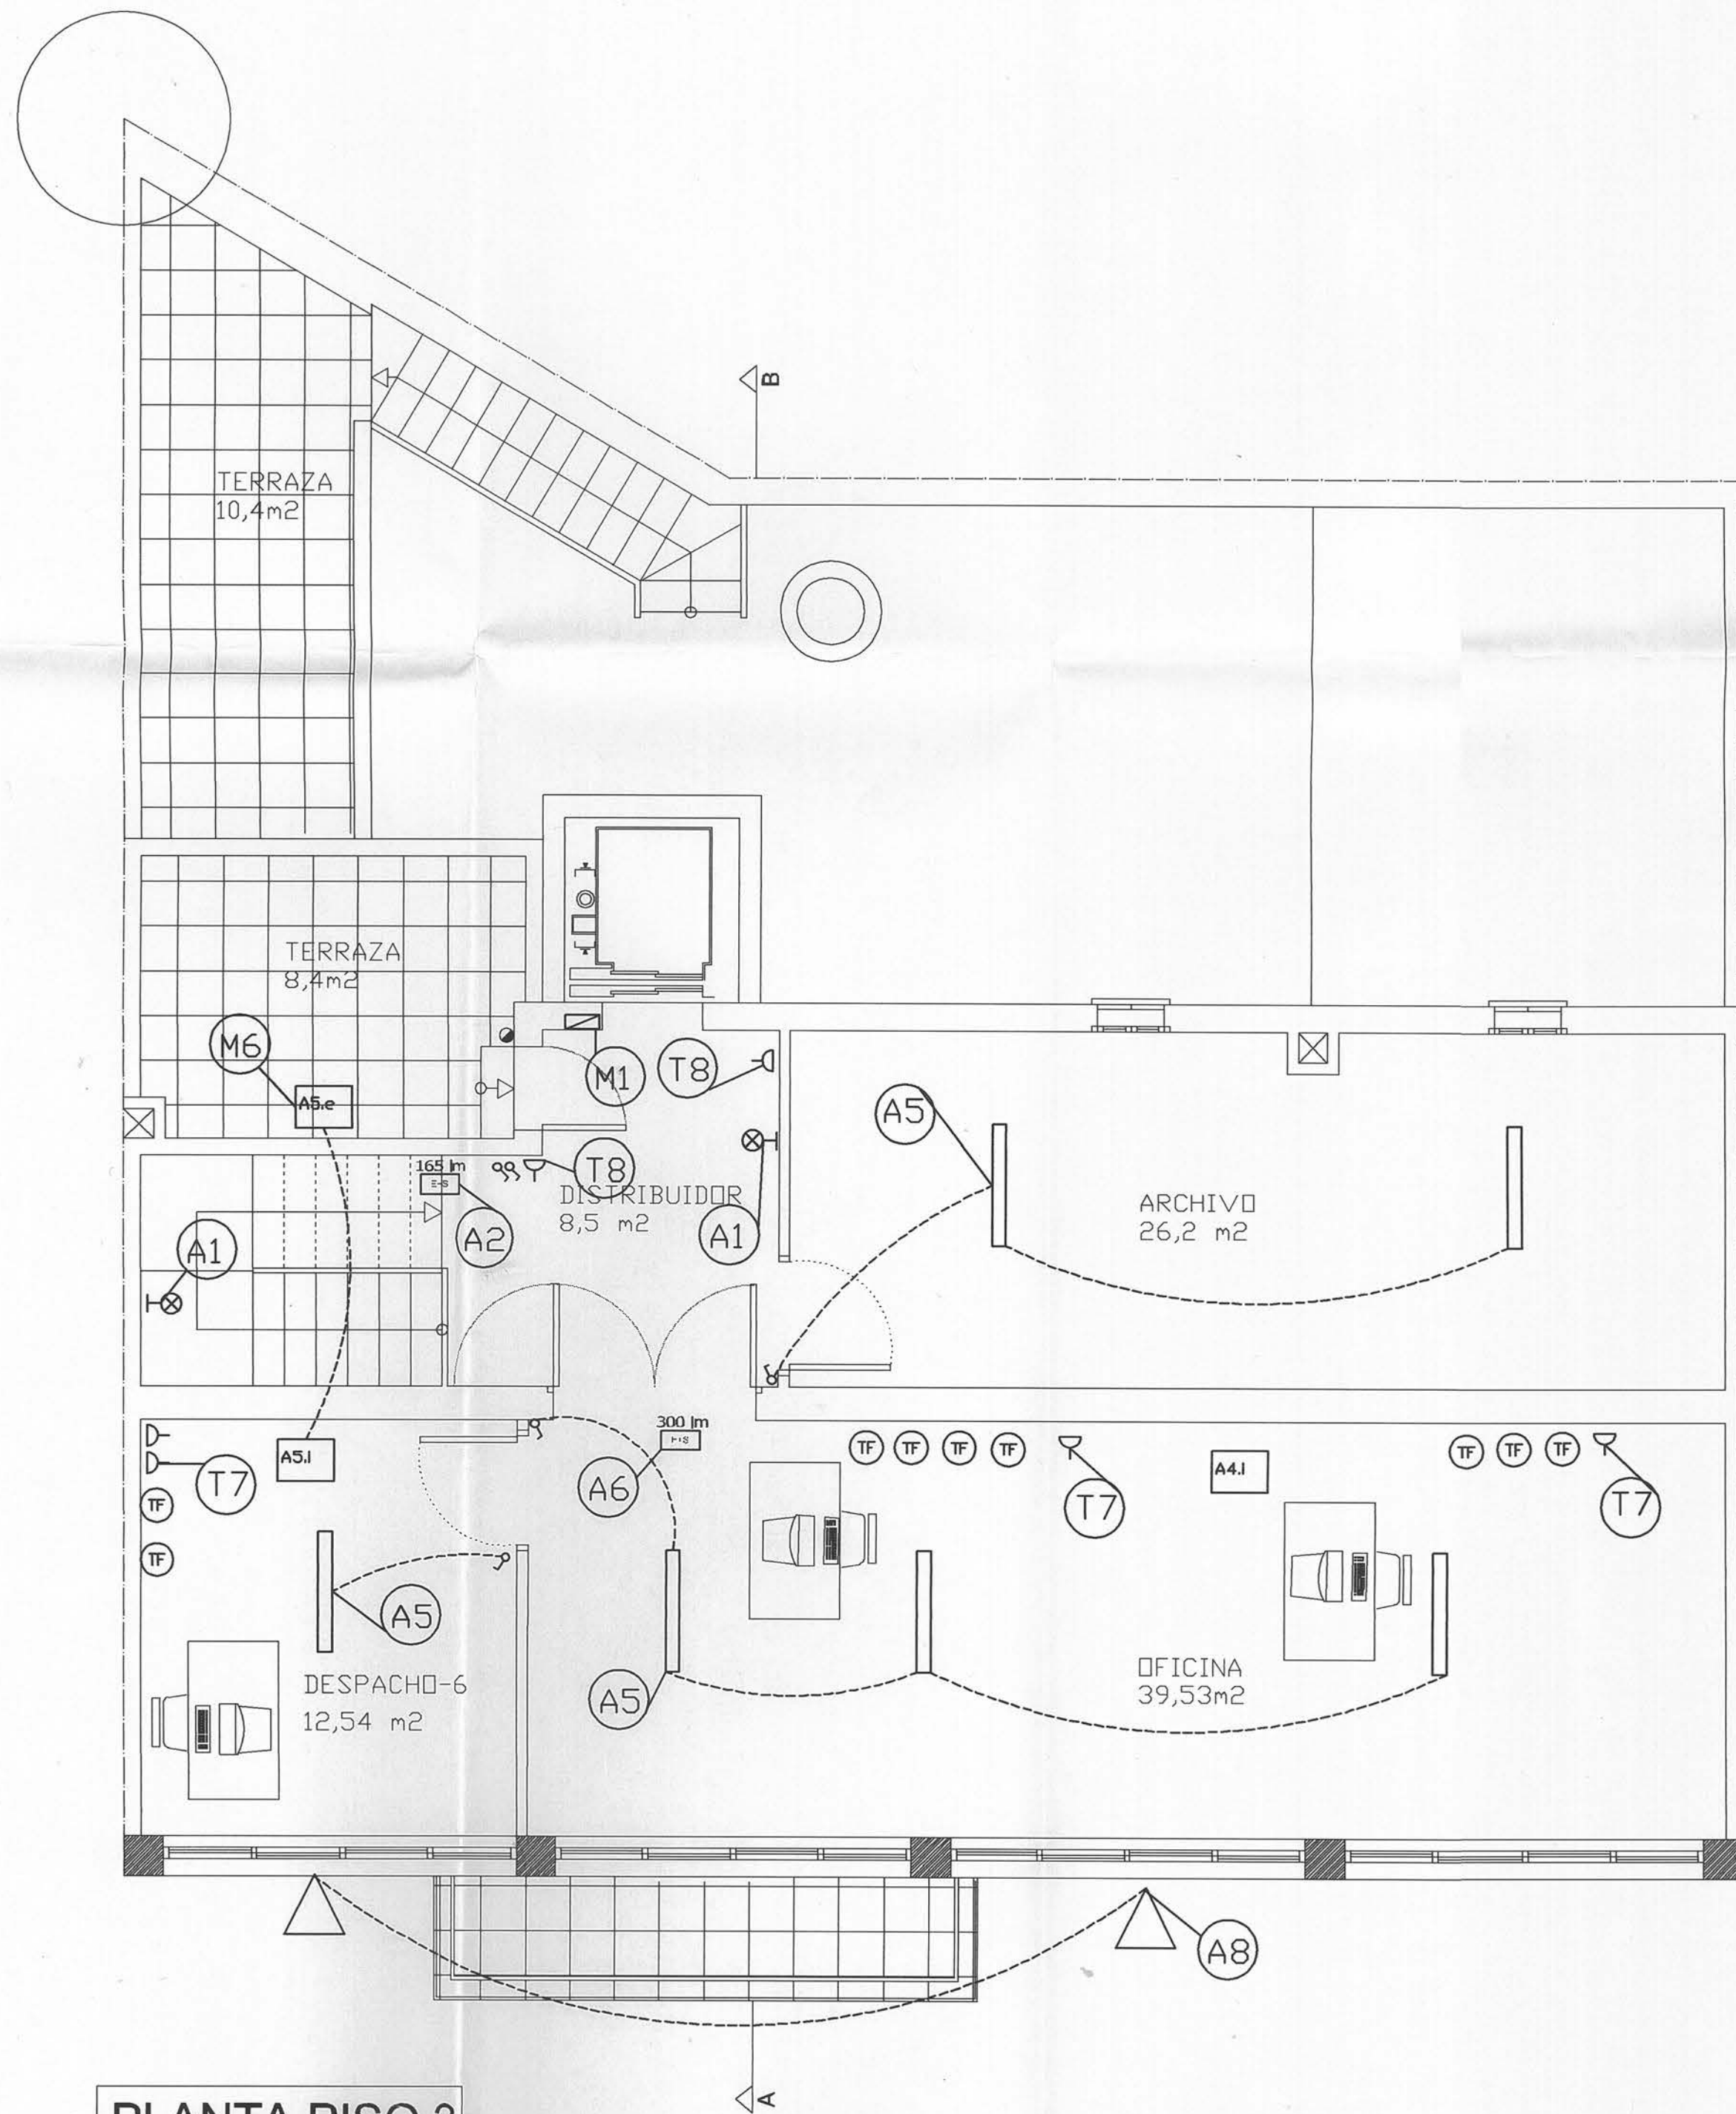 B
TERRAZA
10,4m2
TERRAZA
8,4m2
M6
A5.e
M1
T8
A5
165 lm
E-S
T8
DISTRIBUIDOR
8,5 m2
A2
A1
A1
ARCHIVO
26,2 m2
300 lm
A5.I
T7
TF
TF
A6
TF
TF
TF
TF
T7
A4.I
TF
TF
TF
T7
A5
DESPACHO-6
12,54 m2
A5
OFICINA
39,53m2
A8
A